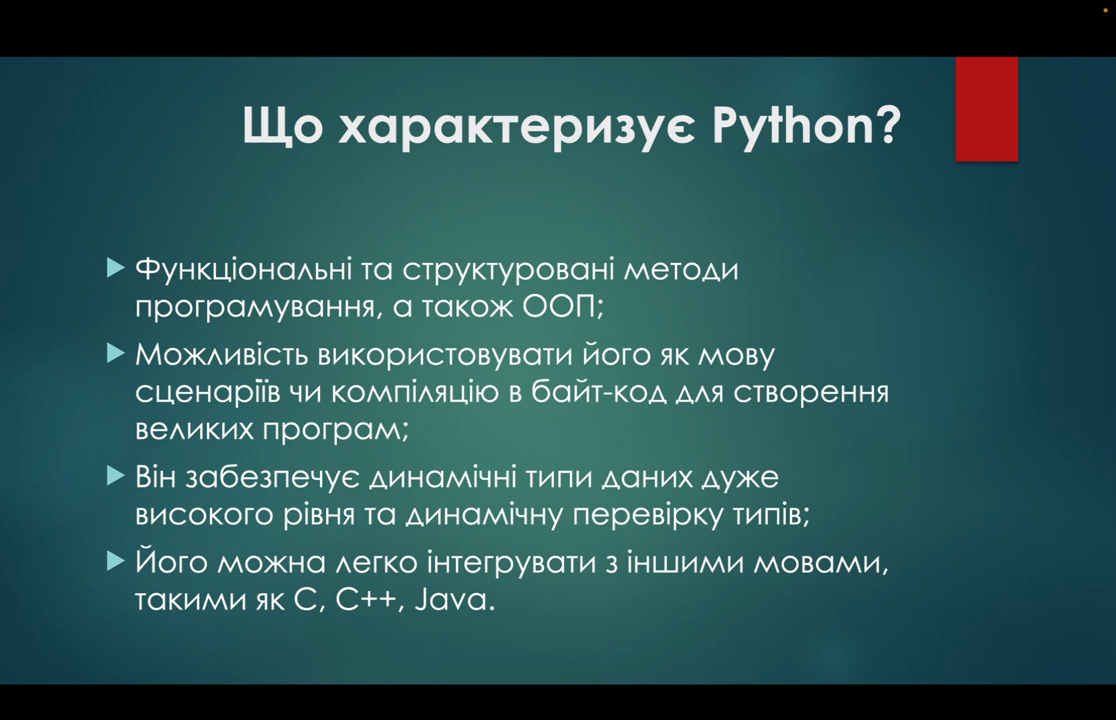 Що характеризує Python?
Функціональні та структуровані методи
програмування, а також ООП;
Можливість використовувати його як мову
сценаріїв чи компіляцію в байт-код для створення
великих програм;
Він забезпечує динамічні типи даних дуже
високого рівня та динамічну перевірку типів;
Його можна легко інтегрувати з іншими мовами,
такими як C, C++, Java.